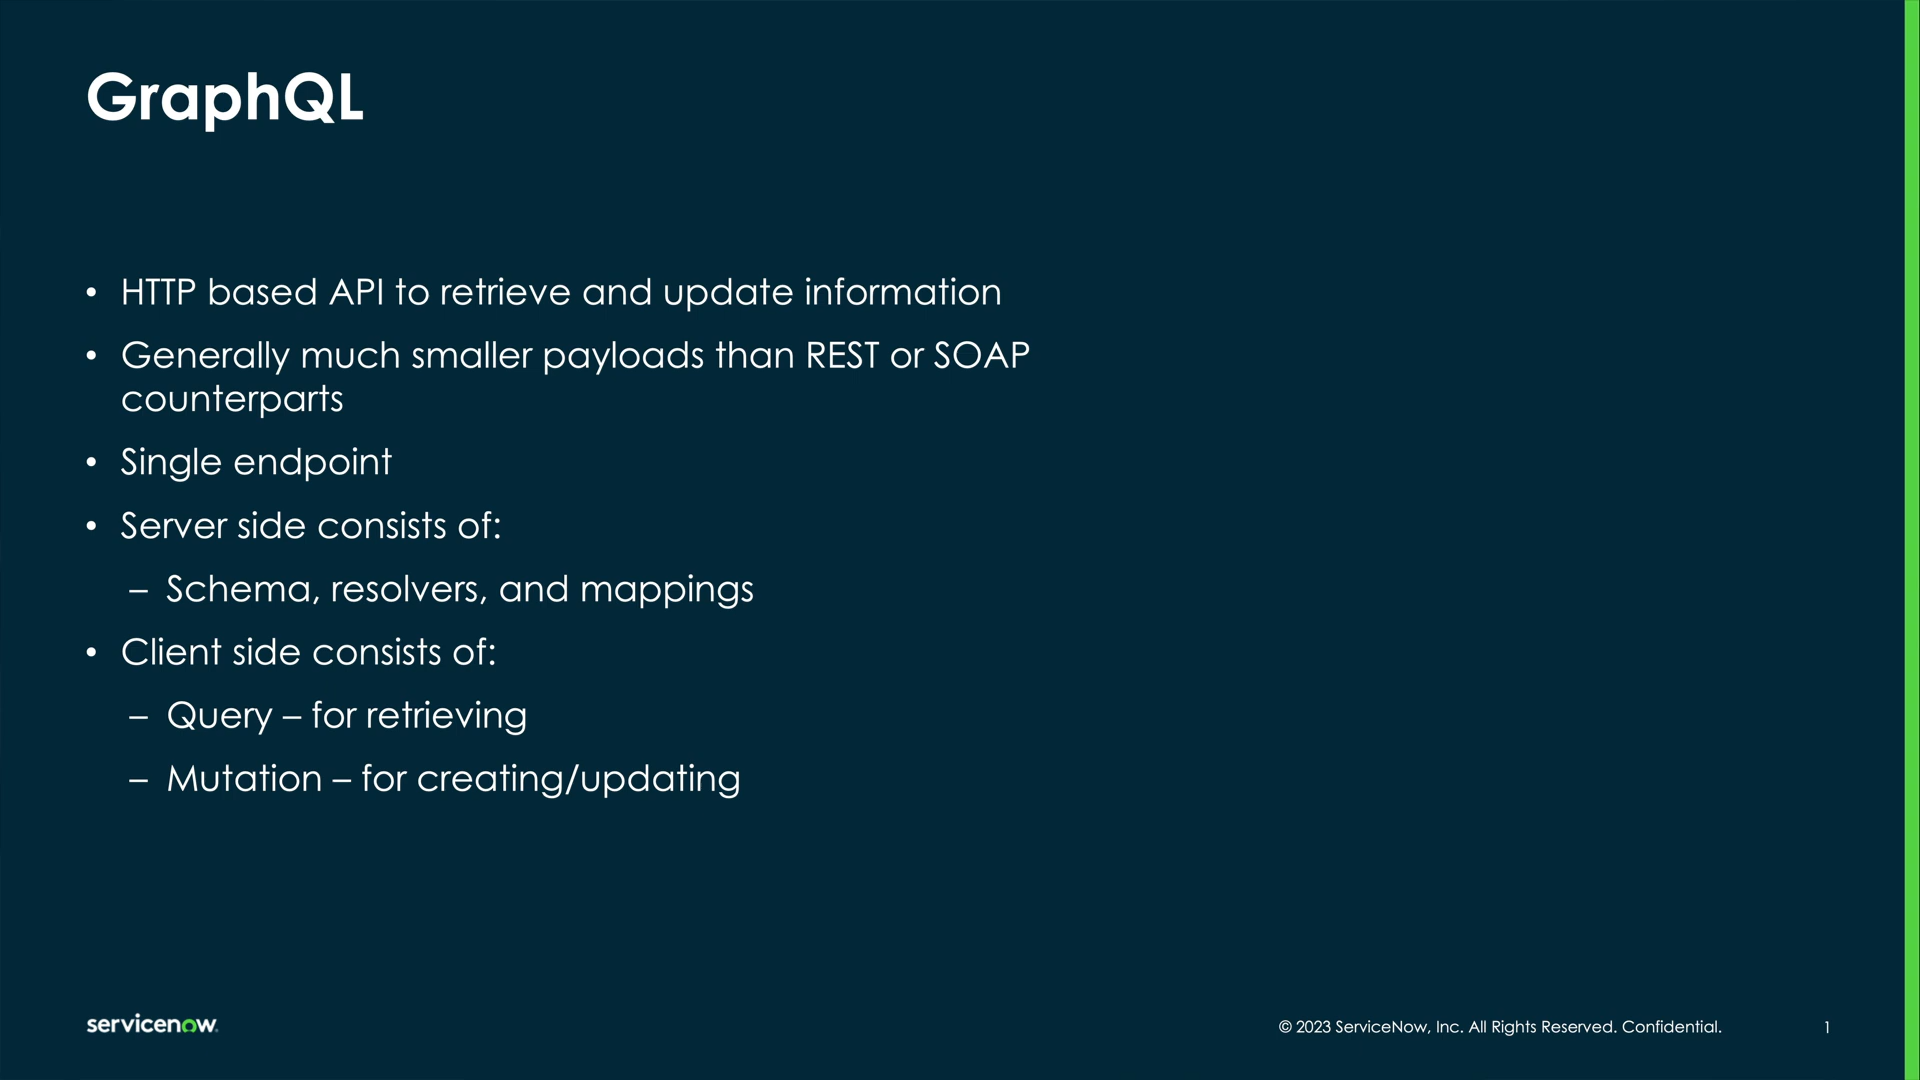 GraphQL
• HTTP based API to retrieve and update information
• Generally much smaller payloads than REST or SOAP
counterparts
• Single endpoint
• Server side consists of:
– Schema, resolvers, and mappings
• Client side consists of:
– Query – for retrieving
– Mutation – for creating/updating
servicenow.
© 2023 ServiceNow, Inc. All Rights Reserved. Confidential.
1